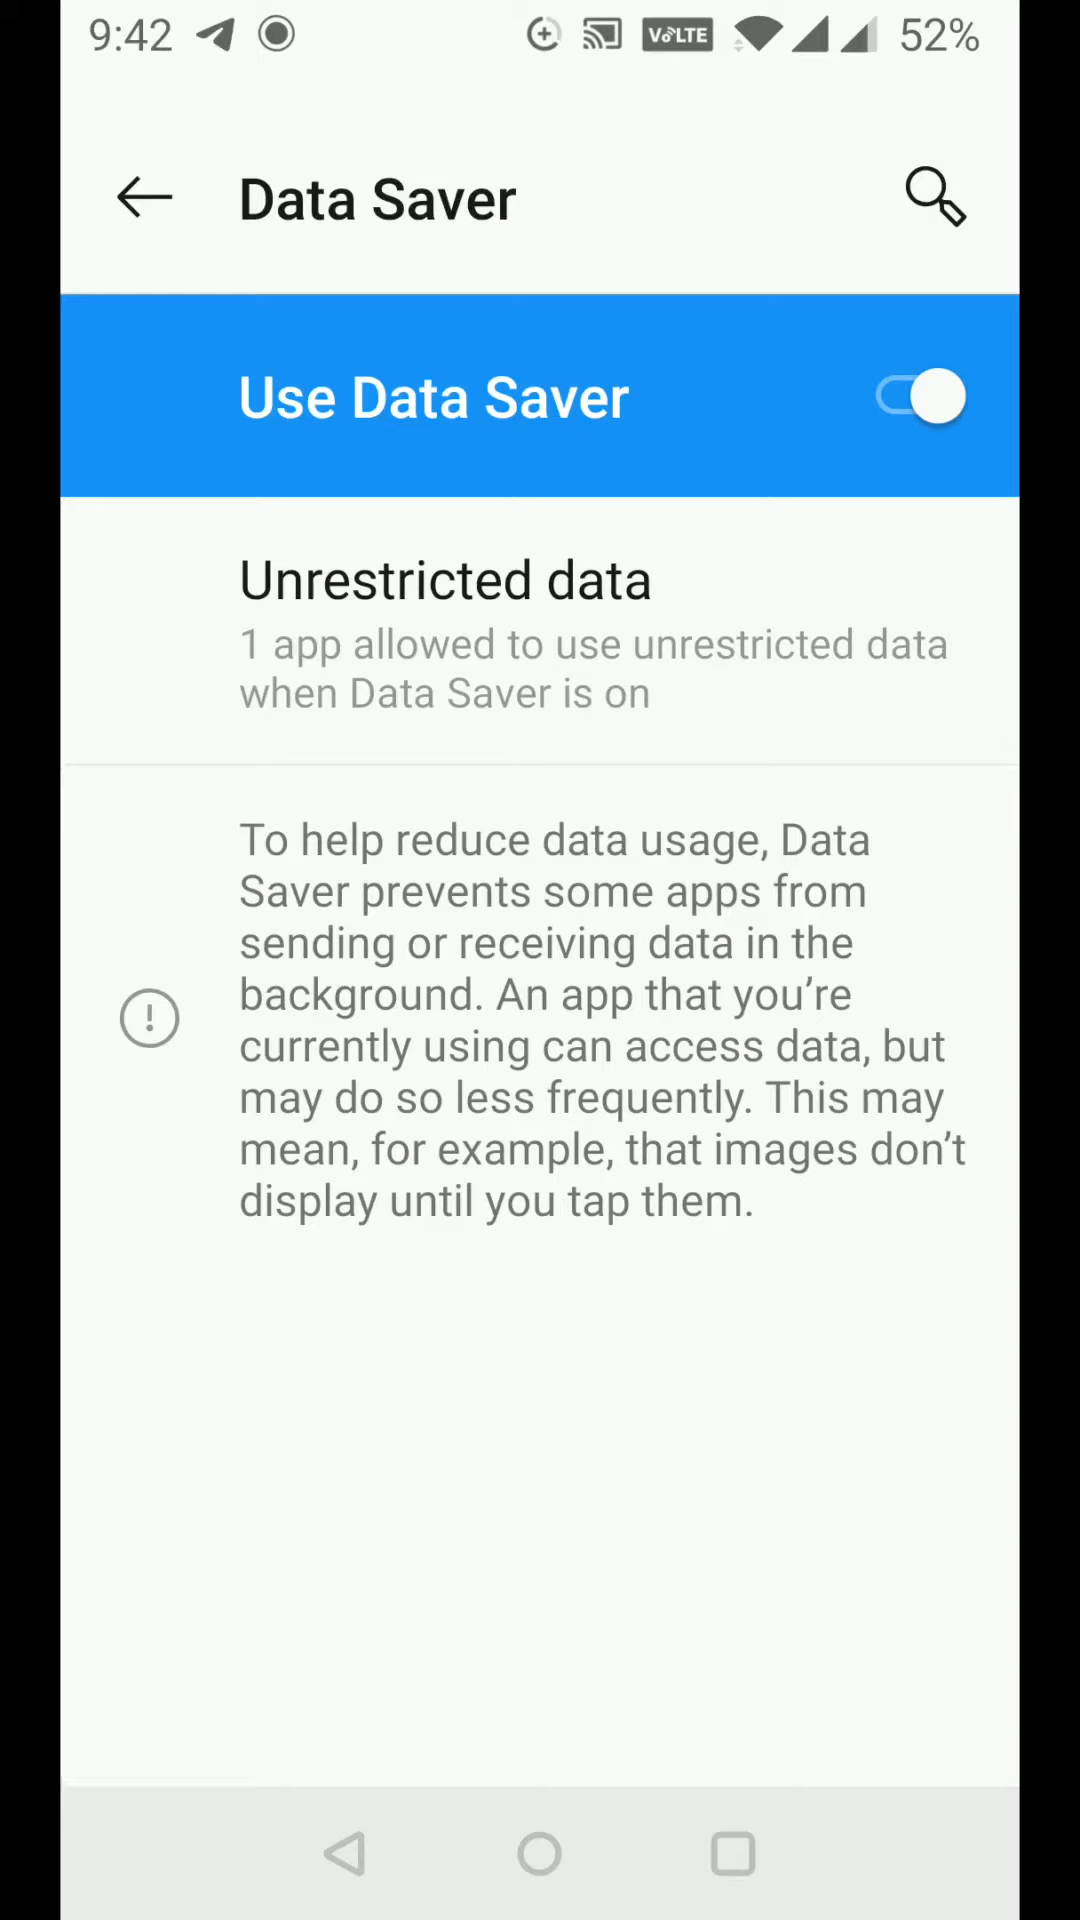 9:42 VoLTE 52%
Data Saver
Use Data Saver
Unrestricted data
1 app allowed to use unrestricted data
when Data Saver is on
To help reduce data usage, Data
Saver prevents some apps from
sending or receiving data in the
background. An app that you’re
currently using can access data, but
may do so less frequently. This may
mean, for example, that images don’t
display until you tap them.